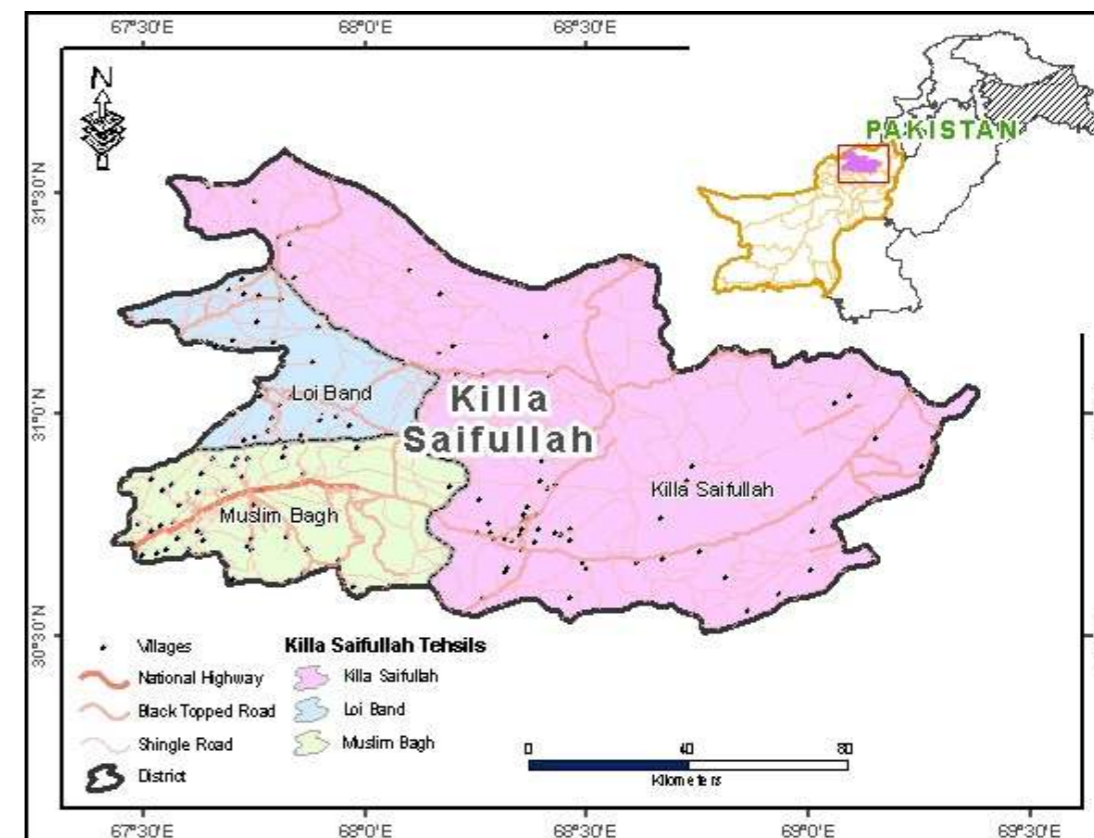 67°30'E 68°0'E 68°30'E
N
PAKISTAN
31°30'N
31°0'N
30°30'N
Loi Band
Killa
Saifullah
Killa Saifullah
Muslim Bagh
Villages
National Highway
Black Topped Road
Shingle Road
District
Killa Saifullah Tehsils
Killa Saifullah
Loi Band
Muslim Bagh
0 40 80
Kilometers
67°30'E 68°0'E 68°30'E 69°0'E 69°30'E